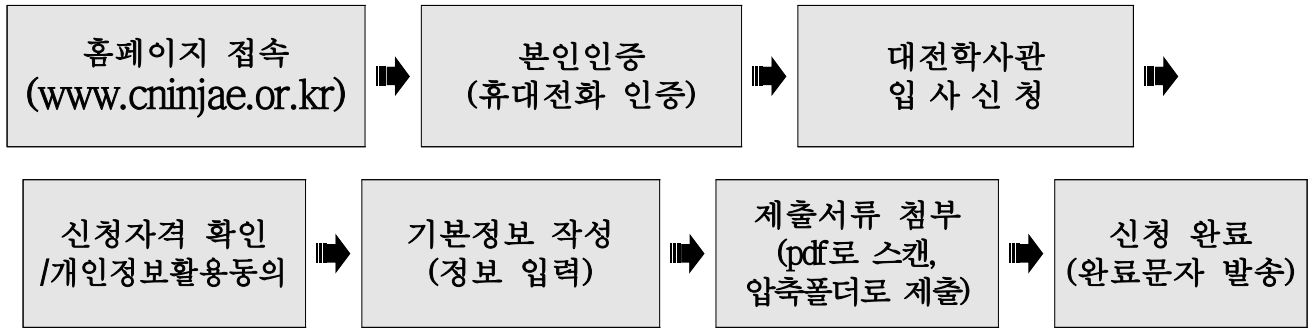 홈페이지 접속
(www.cninjae.or.kr)
본인인증
(휴대전화 인증)
대전학사관
입 사 신 청
신청자격 확인
/개인정보활용동의
기본정보 작성
(정보 입력)
제출서류 첨부
(pdf로 스캔,
압축폴더로 제출)
신청 완료
(완료문자 발송)